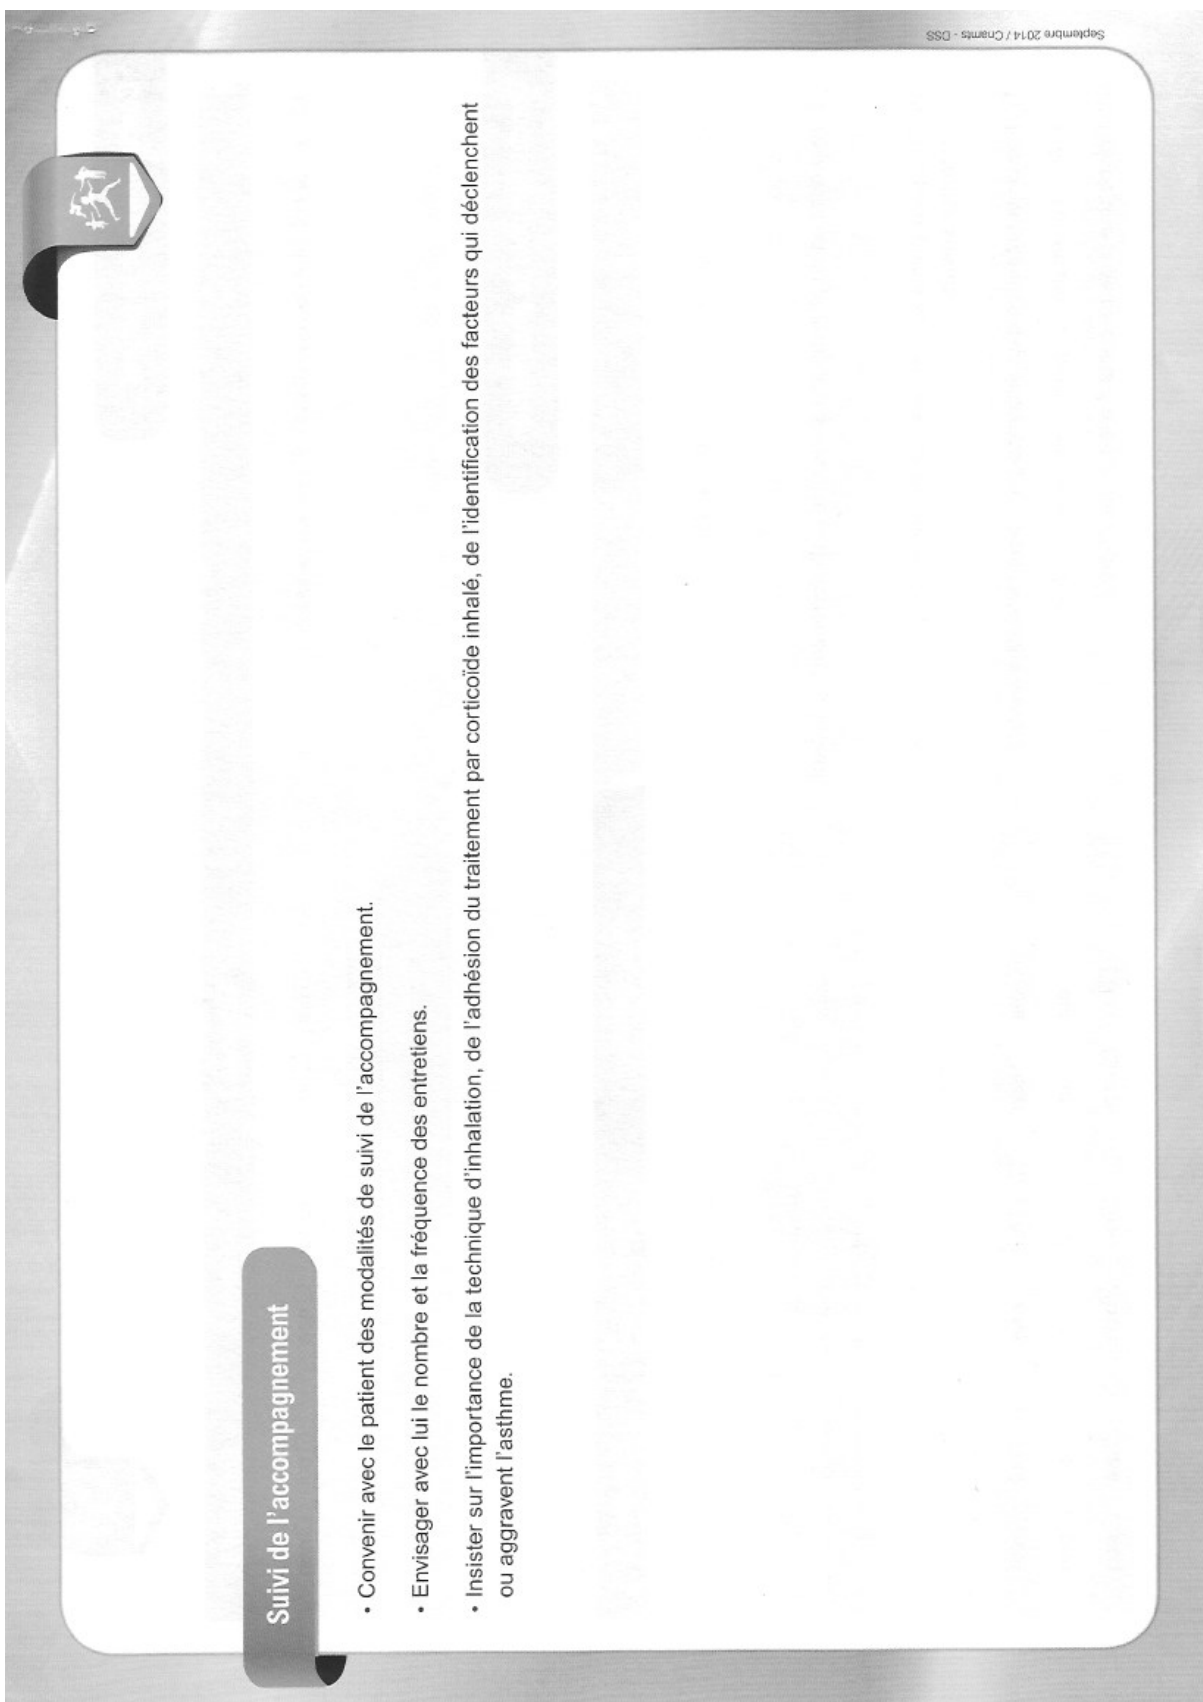 Suivi de l'accompagnement
• Convenir avec le patient des modalités de suivi de l'accompagnement.
• Envisager avec lui le nombre et la fréquence des entretiens.
• Insister sur l'importance de la technique d'inhalation, de l'adhésion du traitement par corticoïde inhalé, de l'identification des facteurs qui déclenchent
ou aggravent l'asthme.
Septembre 2014 / Cnamts - DSS